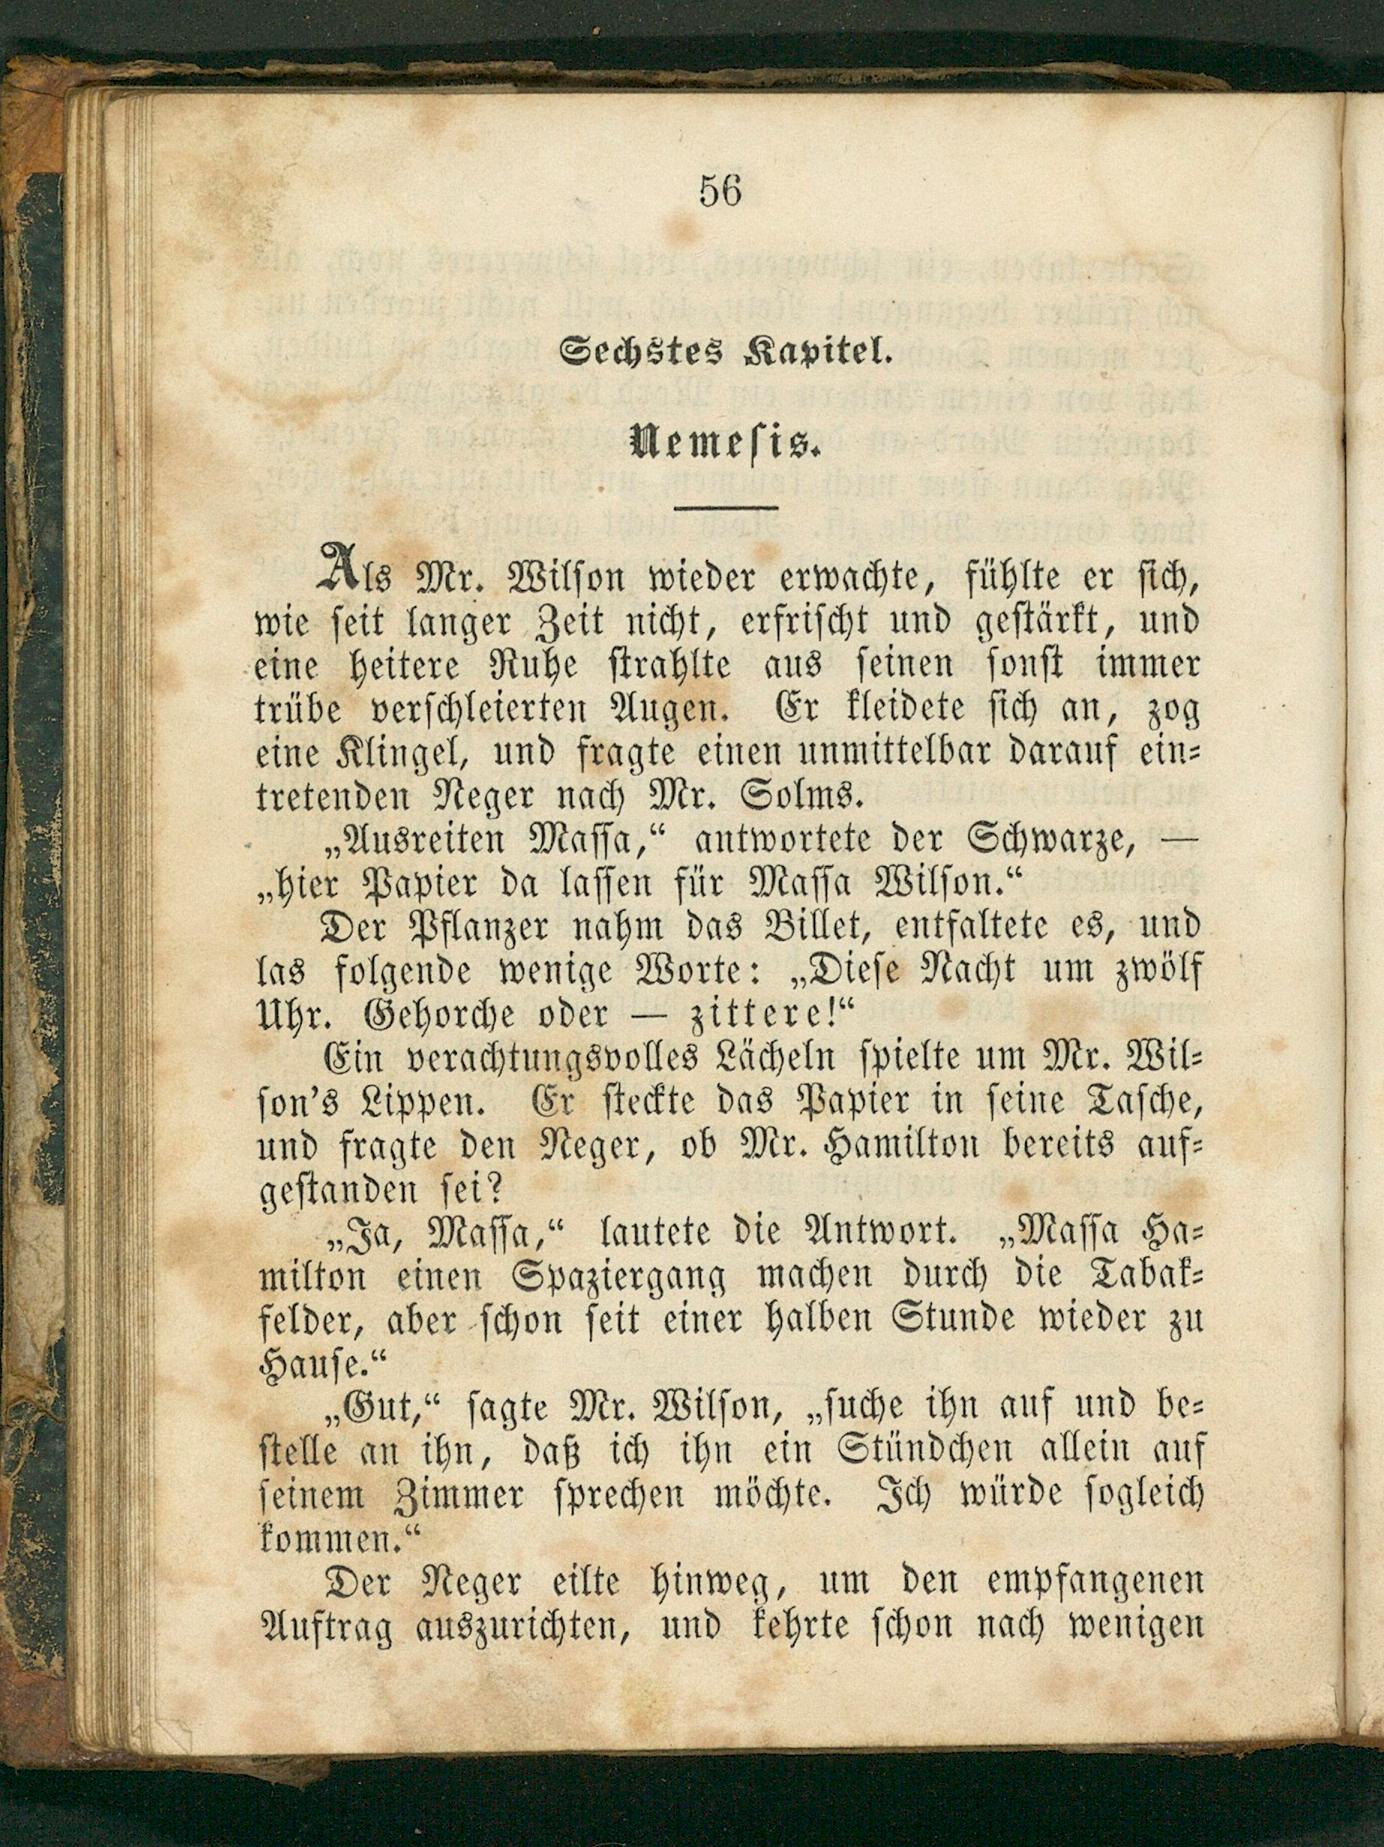 56
Sechstes Kapitel.
Nemeſis.
Als Mr. Wilſon wieder erwachte, fühlte er ſich,
wie ſeit langer Zeit nicht, erfriſcht und geſtärkt, und
eine heitere Ruhe ſtrahlte aus ſeinen ſonſt immer
trübe verſchleierten Augen. Er kleidete ſich an, zog
eine Klingel, und fragte einen unmittelbar darauf ein=
tretenden Neger nach Mr. Solms.
„Ausreiten Maſſa,“ antwortete der Schwarze, —
„hier Papier da laſſen für Maſſa Wilſon.“
Der Pflanzer nahm das Billet, entfaltete es, und
las folgende wenige Worte: „Dieſe Nacht um zwölf
Uhr. Gehorche oder — zittere!“
Ein verachtungsvolles Lächeln ſpielte um Mr. Wil=
ſon's Lippen. Er ſteckte das Papier in ſeine Taſche,
und fragte den Neger, ob Mr. Hamilton bereits auf=
geſtanden ſei?
„Ja, Maſſa,“ lautete die Antwort. „Maſſa Ha=
milton einen Spaziergang machen durch die Tabak=
felder, aber ſchon ſeit einer halben Stunde wieder zu
Hauſe.“
„Gut,“ ſagte Mr. Wilſon, „ſuche ihn auf und be=
ſtelle an ihn, daß ich ihn ein Stündchen allein auf
ſeinem Zimmer ſprechen möchte. Ich würde ſogleich
kommen.“
Der Neger eilte hinweg, um den empfangenen
Auftrag auszurichten, und kehrte ſchon nach wenigen